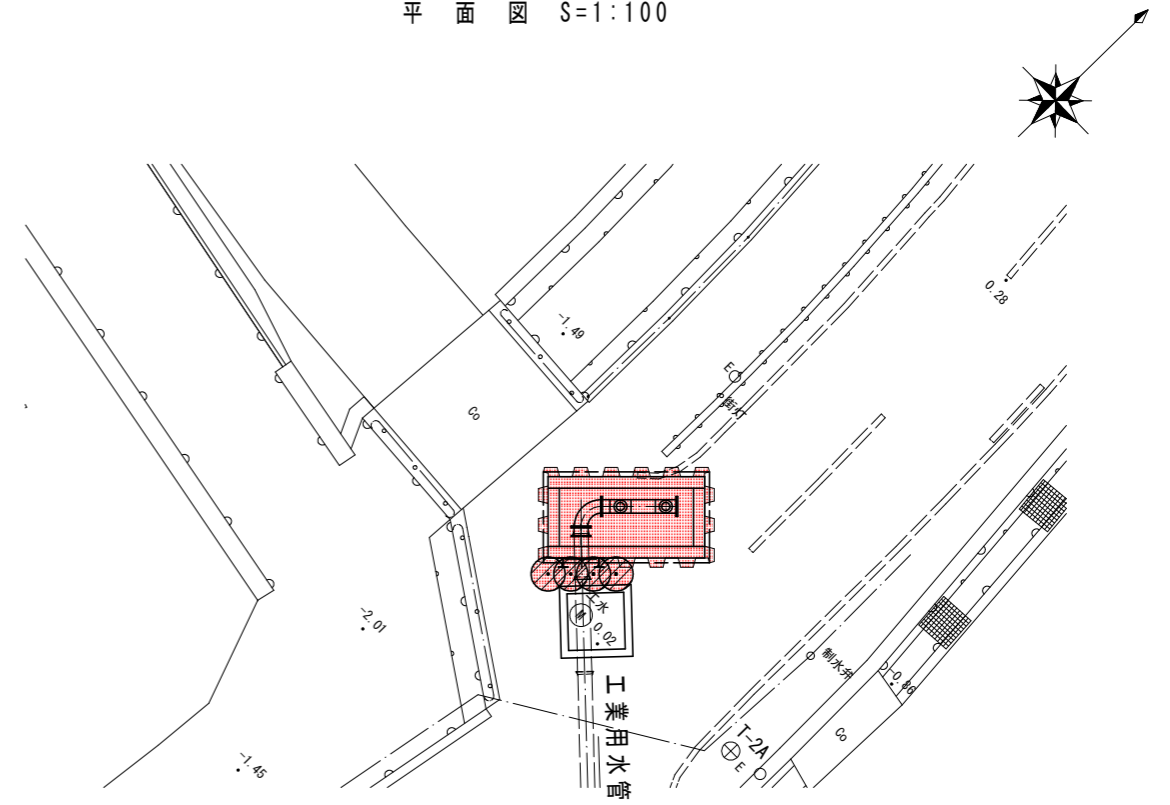 平面図 S=1:100
0.28
-1.49
E
街灯
Co
工水
M
0.02
-2.01
制水弁
-0.86
工業用水管
T-2A
E
Co
-1.45